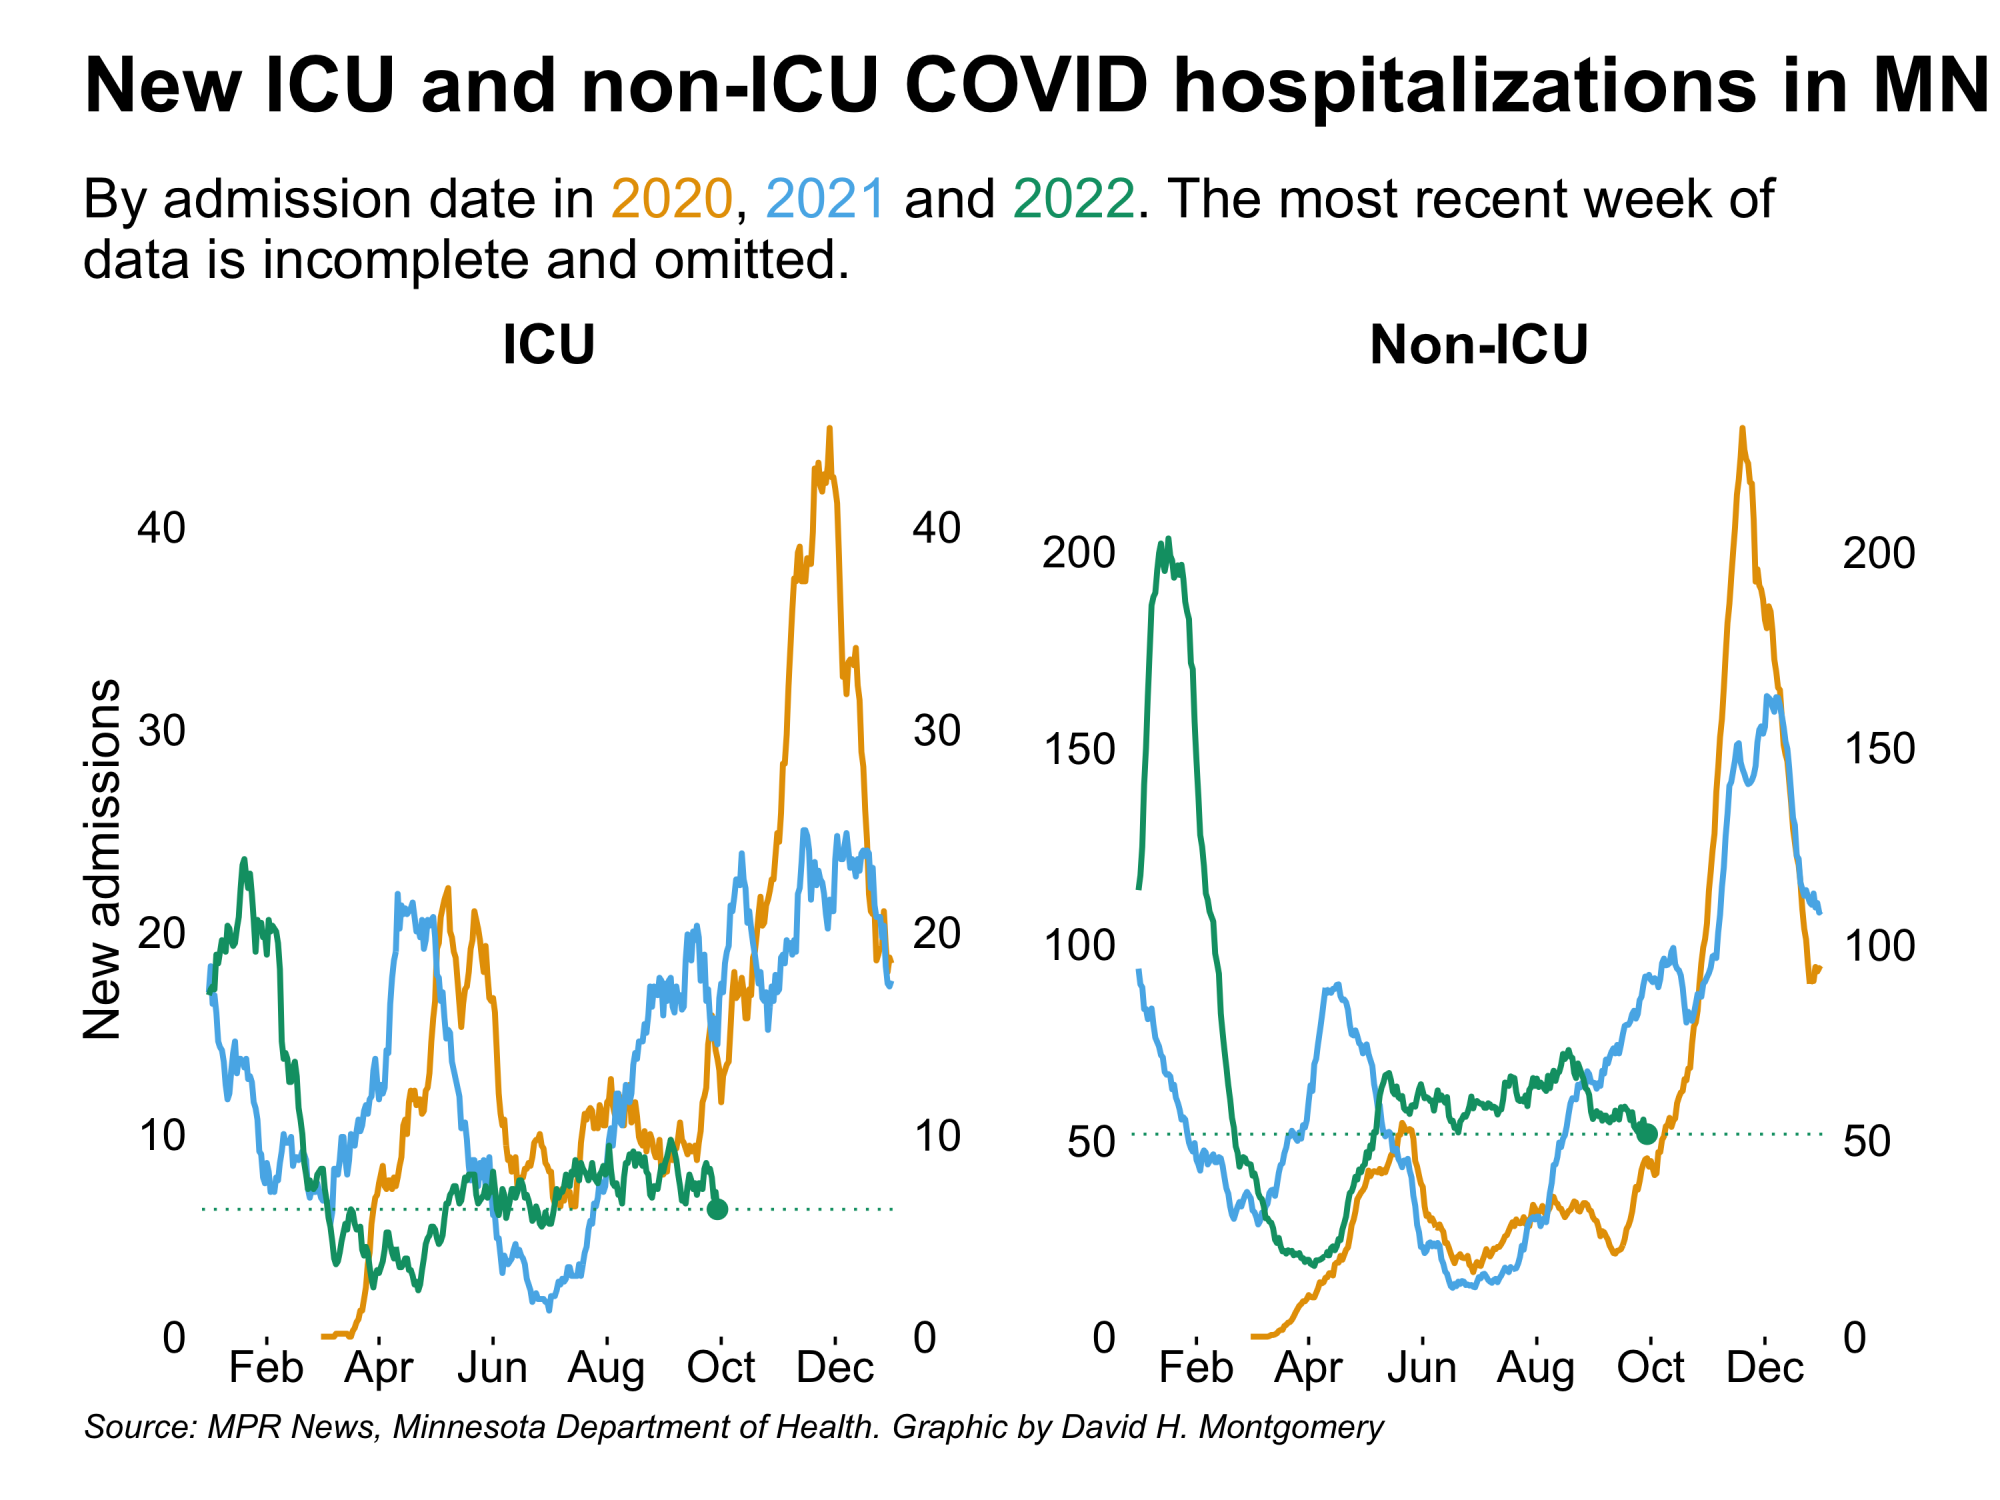 New ICU and non-ICU COVID hospitalizations in MN
By admission date in 2020, 2021 and 2022. The most recent week of
data is incomplete and omitted.
ICU
Non-ICU
New admissions
40
30
20
10
0
40
30
20
10
0
Feb Apr Jun Aug Oct Dec
200
150
100
50
0
200
150
100
50
0
Feb Apr Jun Aug Oct Dec
Source: MPR News, Minnesota Department of Health. Graphic by David H. Montgomery